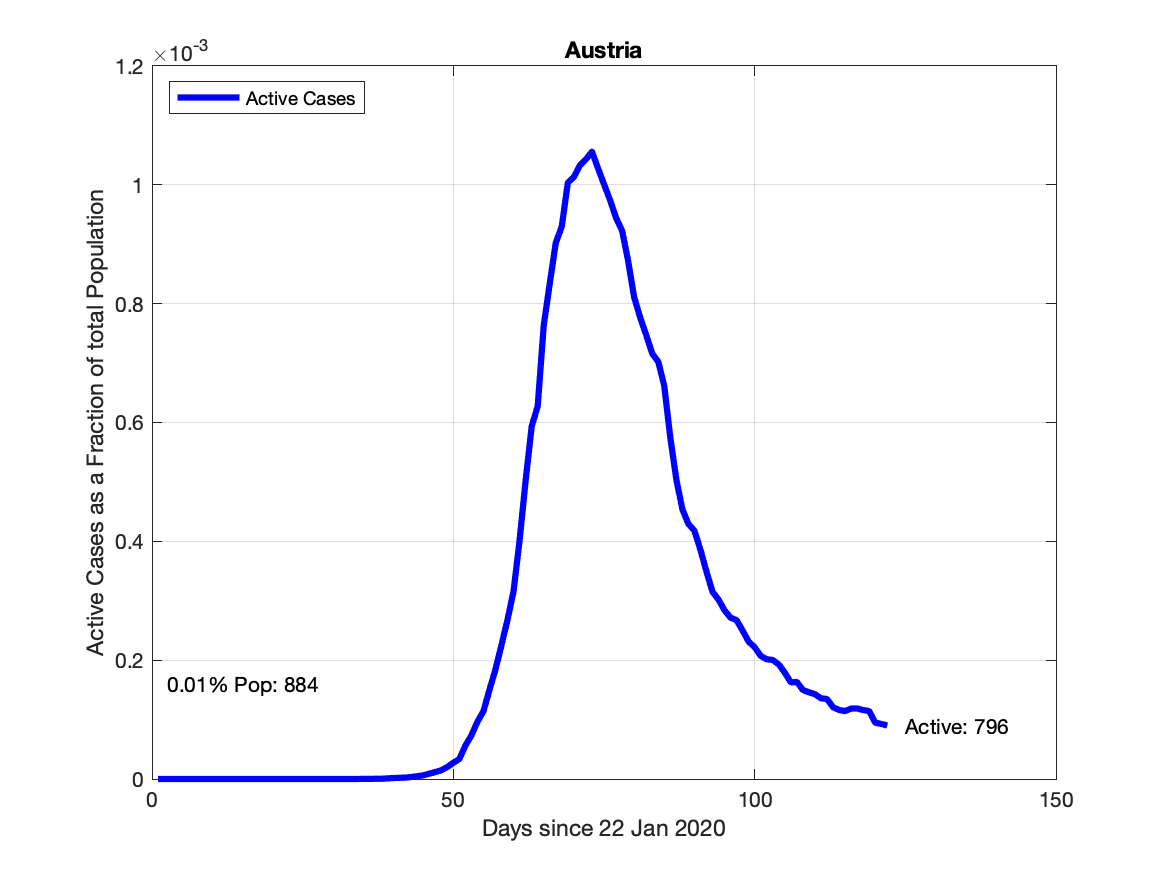 Austria
×10-3
1.2
1
0.8
0.6
0.4
0.2
0
Active Cases as a Fraction of total Population
Active Cases
0.01% Pop: 884
Active: 796
0 50 100 150
Days since 22 Jan 2020